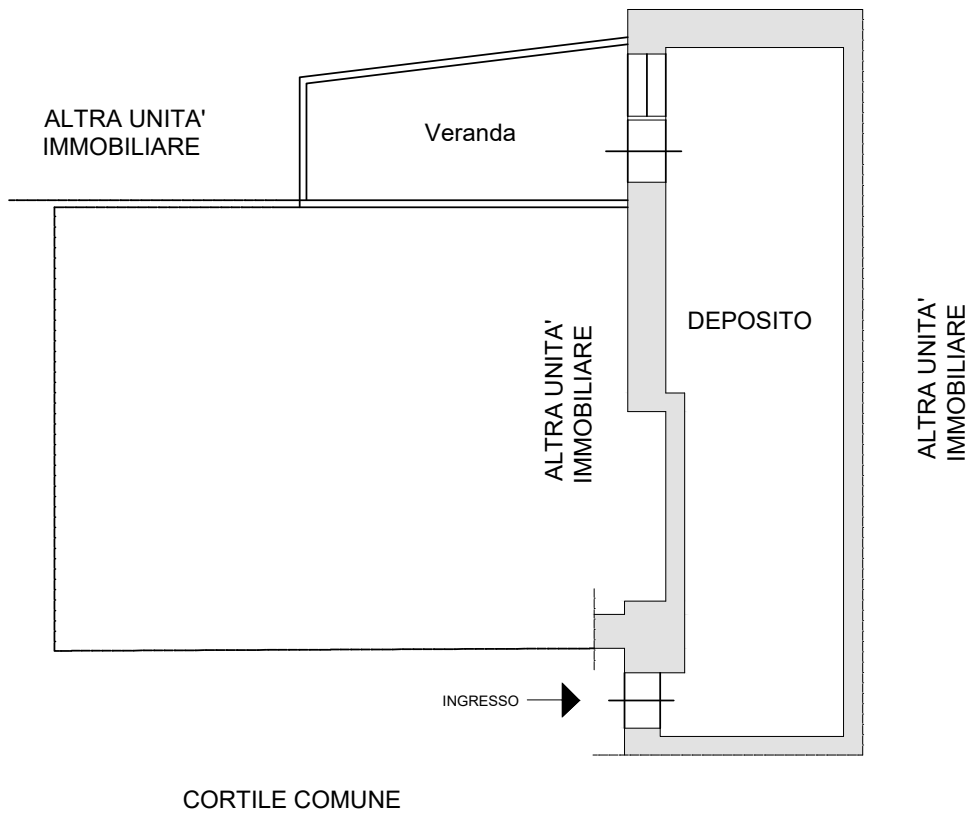 ALTRA UNITA'
IMMOBILIARE
Veranda
DEPOSITO
ALTRA UNITA'
IMMOBILIARE
ALTRA UNITA'
IMMOBILIARE
INGRESSO
CORTILE COMUNE